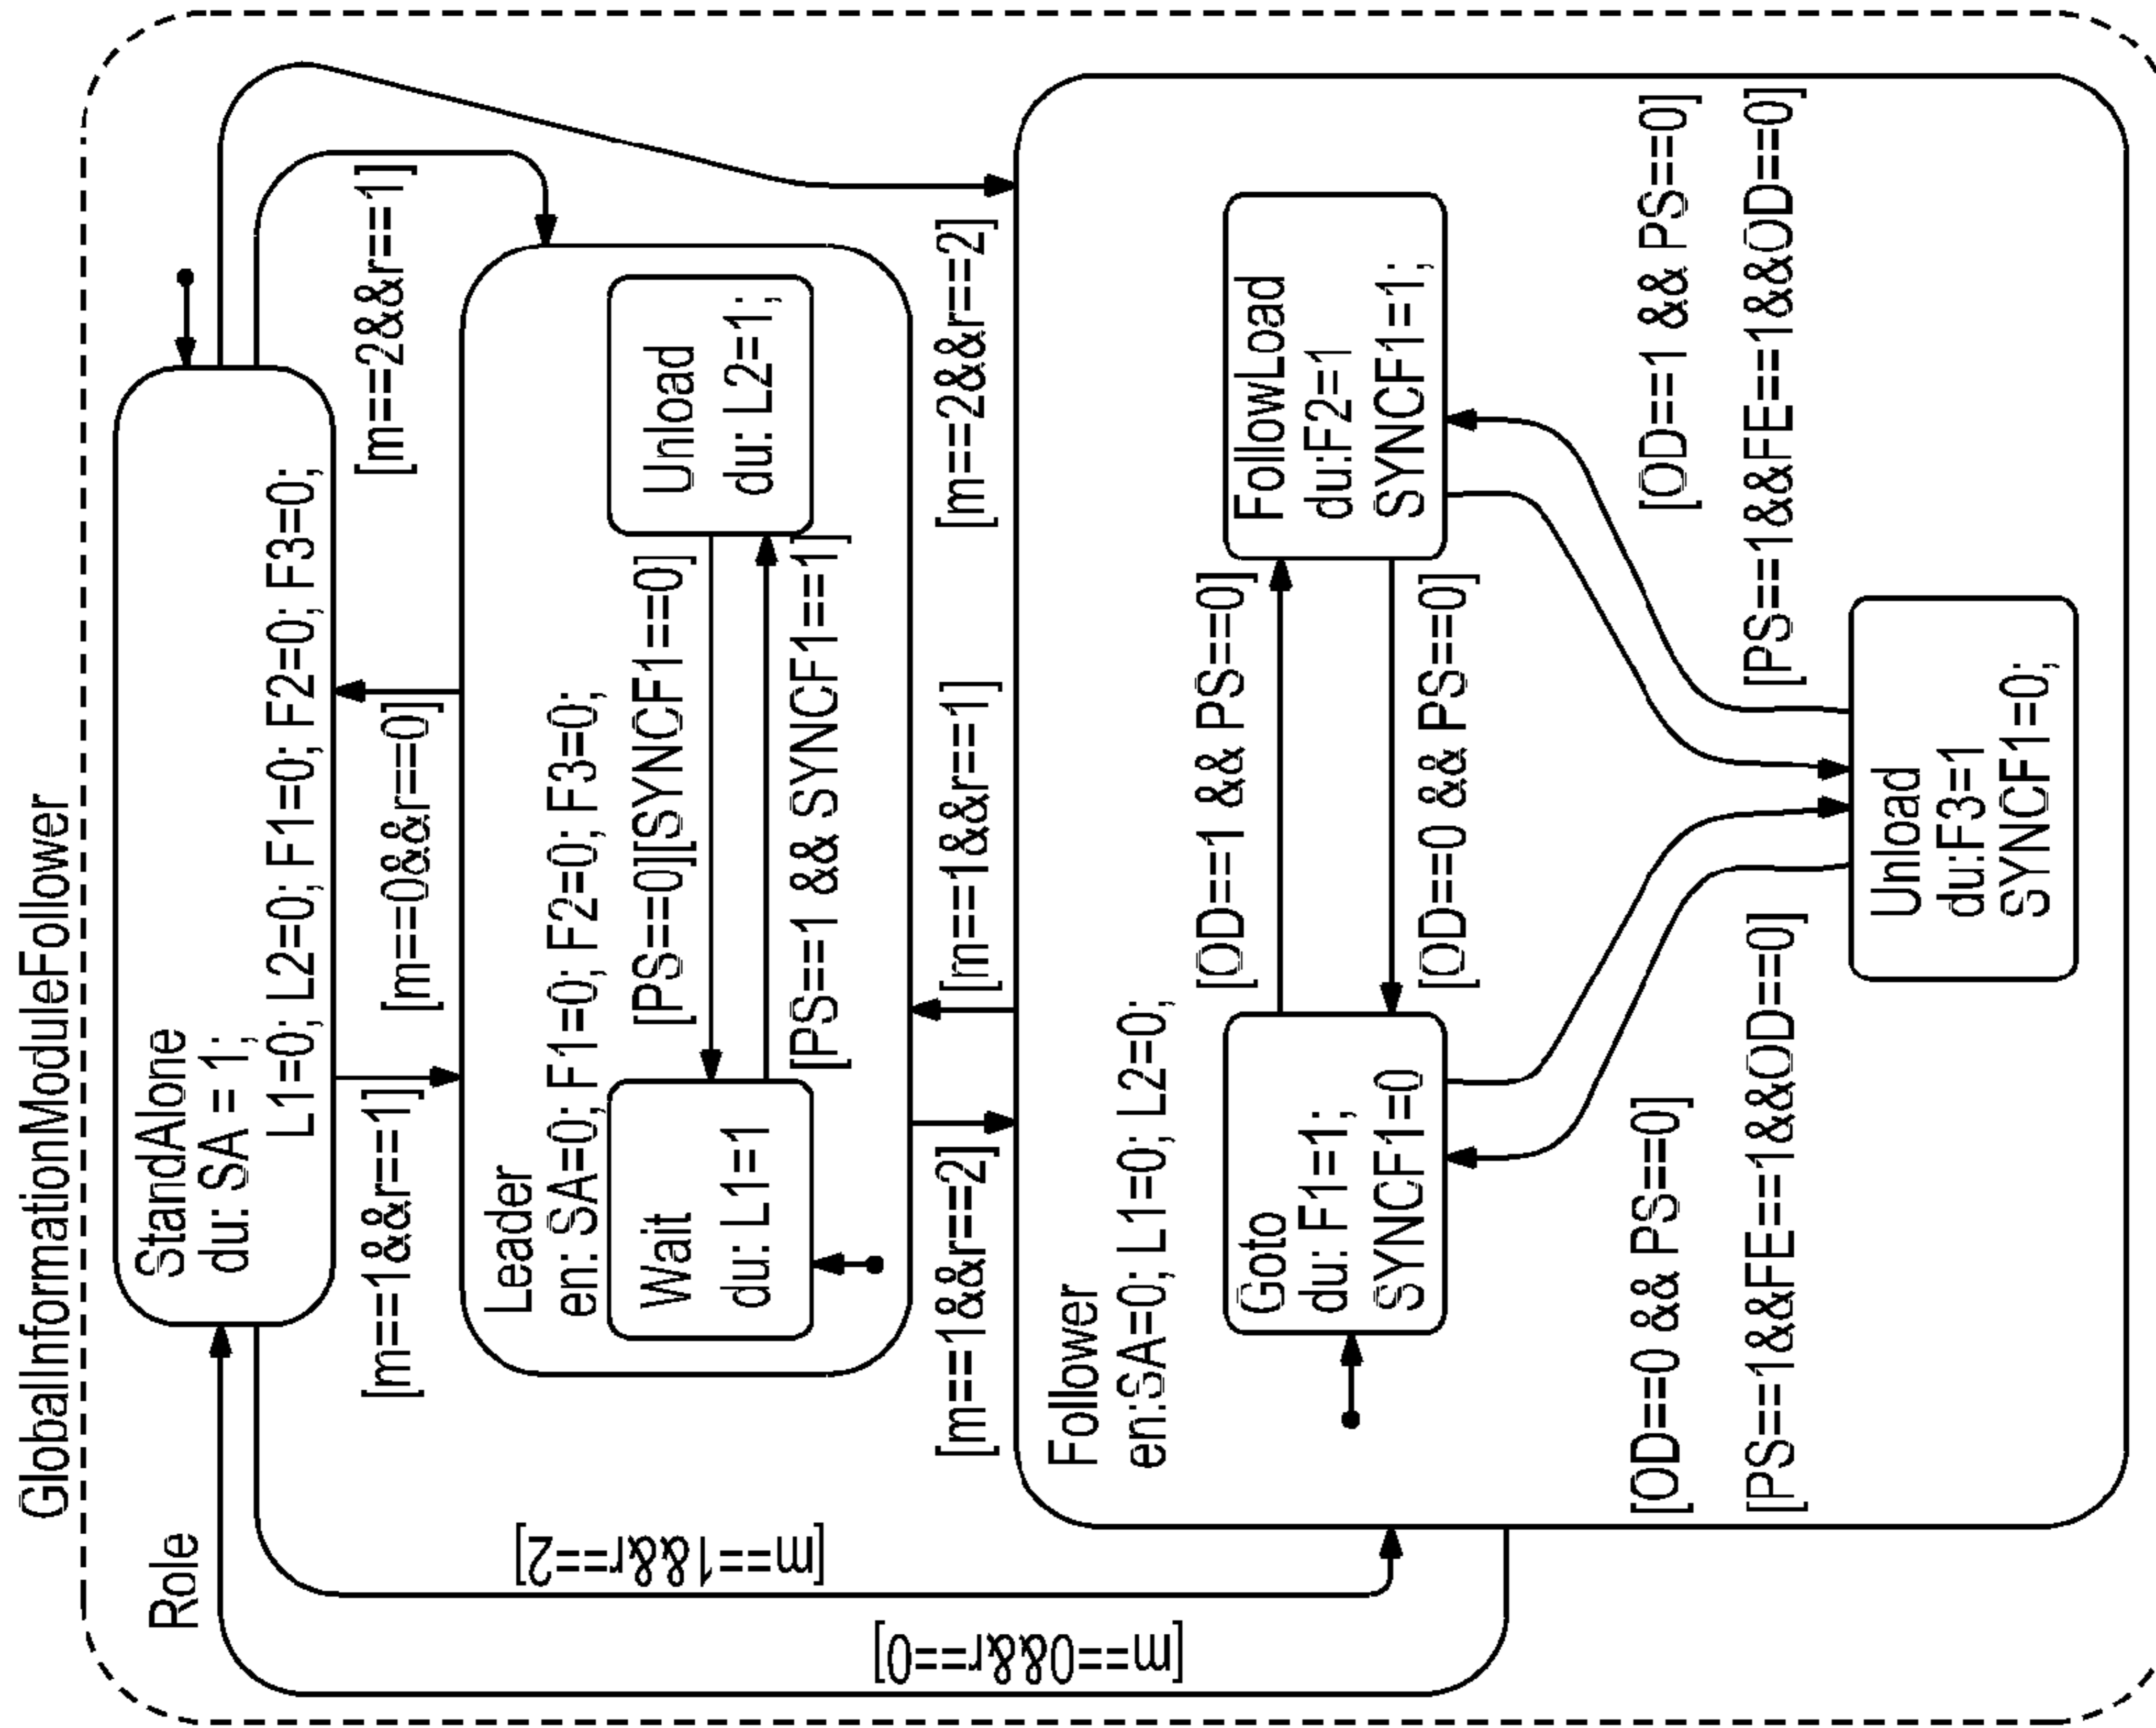 GlobalInformationModuleFollower
Role
StandAlone
du: SA = 1;
L1=0; L2=0; F1=0; F2=0; F3=0;
[m==1&&r==1]
[m==0&&r==0]
[m==2&&r==1]
Leader
en: SA=0; F1=0; F2=0; F3=0;
Wait
du: L1=1
[PS==0][SYNCF1==0]
[PS==1 && SYNCF1==1]
Unload
du: L2=1;
[m==1&&r==2]
[m==0&&r==0]
[m==1&&r==2]
[m==1&&r==1]
[m==2&&r==2]
Follower
en:SA=0; L1=0; L2=0;
Goto
du: F1=1;
SYNCF1=0
[OD==1 && PS==0]
[OD==0 && PS==0]
FollowLoad
du:F2=1
SYNCF1=1;
[OD==0 && PS==0]
[PS==1&&FE==1&&OD==0]
[OD==1 && PS==0]
[PS==1&&FE==1&&OD==0]
Unload
du:F3=1
SYNCF1=0;